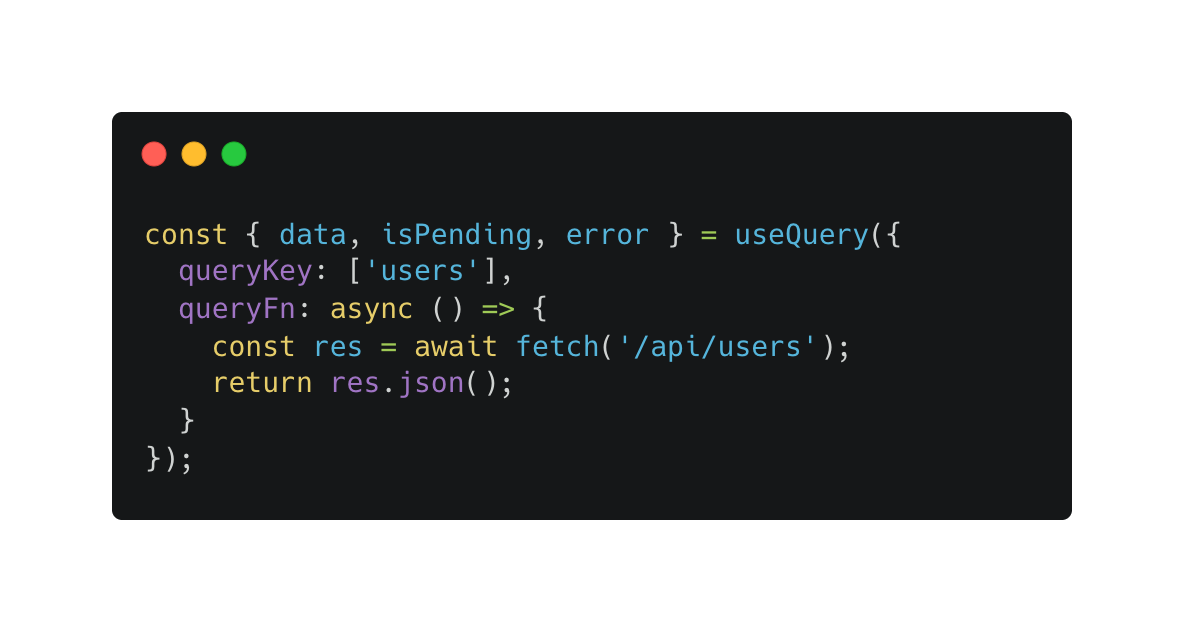 const { data, isPending, error } = useQuery({
  queryKey: ['users'],
  queryFn: async () => {
    const res = await fetch('/api/users');
    return res.json();
  }
});